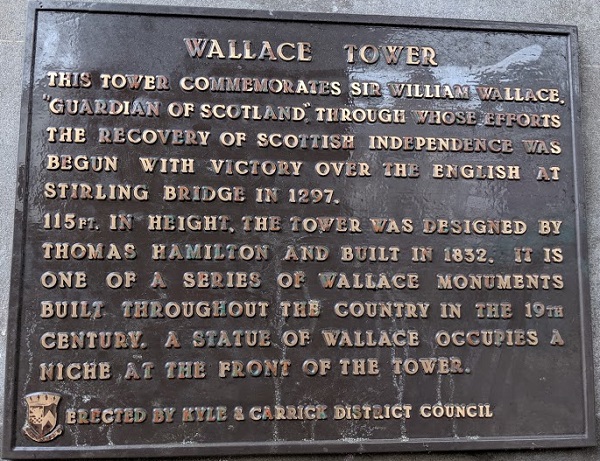 WALLACE TOWER
THIS TOWER COMMEMORATES SIR WILLIAM WALLACE,
"GUARDIAN OF SCOTLAND", THROUGH WHOSE EFFORTS
THE RECOVERY OF SCOTTISH INDEPENDENCE WAS
BEGUN WITH VICTORY OVER THE ENGLISH AT
STIRLING BRIDGE IN 1297.
115FT. IN HEIGHT, THE TOWER WAS DESIGNED BY
THOMAS HAMILTON AND BUILT IN 1832. IT IS
ONE OF A SERIES OF WALLACE MONUMENTS
BUILT THROUGHOUT THE COUNTRY IN THE 19TH
CENTURY. A STATUE OF WALLACE OCCUPIES A
NICHE AT THE FRONT OF THE TOWER.
ERECTED BY KYLE & CARRICK DISTRICT COUNCIL